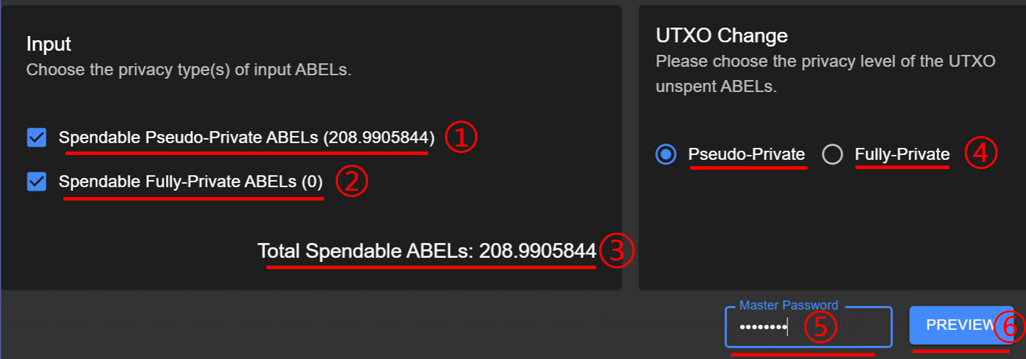 Input
Choose the privacy type(s) of input ABELs.
Spendable Pseudo-Private ABELs (208.9905844) ①
Spendable Fully-Private ABELs (0) ②
Total Spendable ABELs: 208.9905844 ③
UTXO Change
Please choose the privacy level of the UTXO
unspent ABELs.
Pseudo-Private Fully-Private ④
Master Password
•••••••• ⑤
PREVIEW ⑥